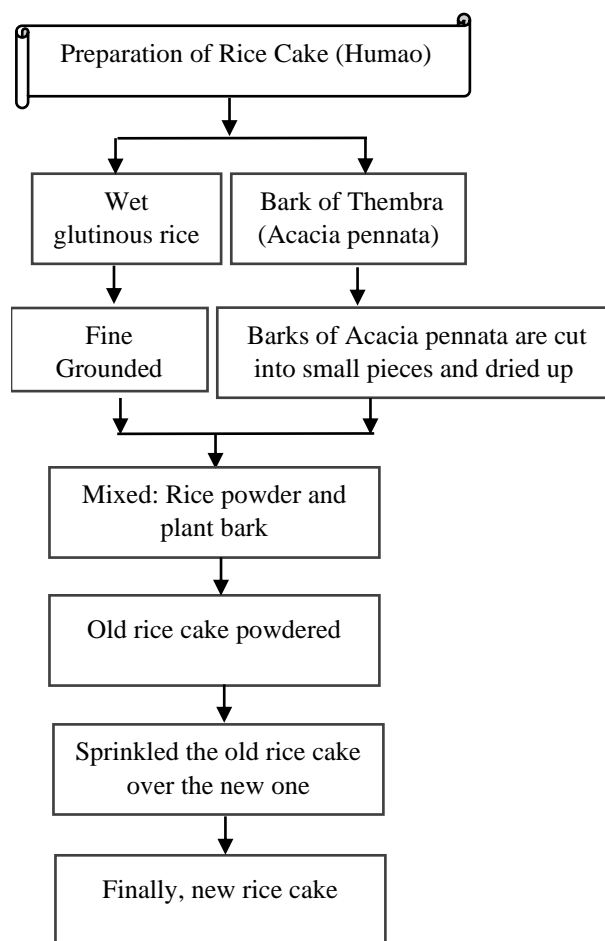 Preparation of Rice Cake (Humao)
Wet
glutinous rice
Bark of Thembra
(Acacia pennata)
Fine
Grounded
Barks of Acacia pennata are cut
into small pieces and dried up
Mixed: Rice powder and
plant bark
Old rice cake powdered
Sprinkled the old rice cake
over the new one
Finally, new rice cake